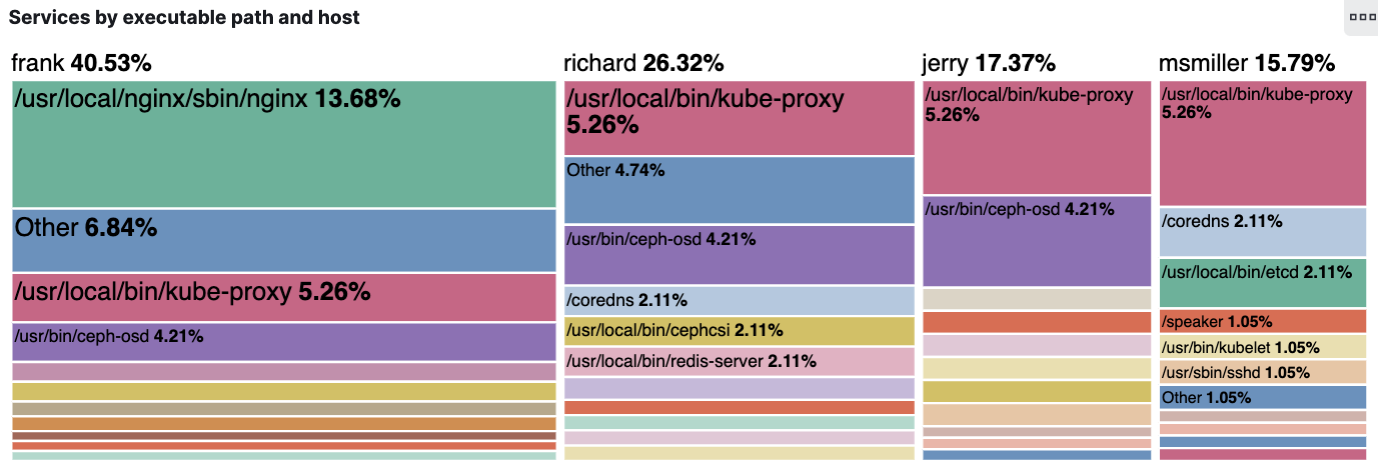 Services by executable path and host
frank 40.53%
/usr/local/nginx/sbin/nginx 13.68%
Other 6.84%
/usr/local/bin/kube-proxy 5.26%
/usr/bin/ceph-osd 4.21%
richard 26.32%
/usr/local/bin/kube-proxy
5.26%
Other 4.74%
/usr/bin/ceph-osd 4.21%
/coredns 2.11%
/usr/local/bin/cephcsi 2.11%
/usr/local/bin/redis-server 2.11%
jerry 17.37%
/usr/local/bin/kube-proxy
5.26%
/usr/bin/ceph-osd 4.21%
msmiller 15.79%
/usr/local/bin/kube-proxy
5.26%
/coredns 2.11%
/usr/local/bin/etcd 2.11%
/speaker 1.05%
/usr/bin/kubelet 1.05%
/usr/sbin/sshd 1.05%
Other 1.05%